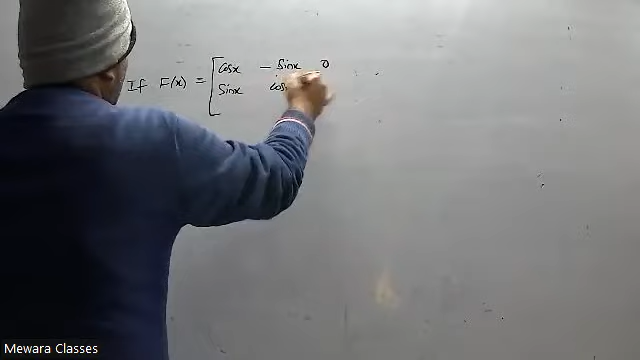 If F(x) = [ cosx - sinx 0
sinx cos
Mewara Classes